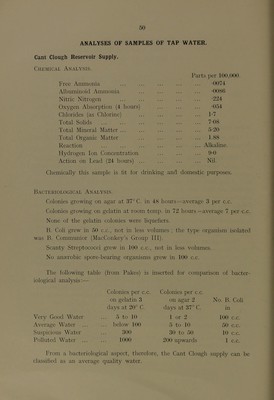 50
ANALYSES OF SAMPLES OF TAP WATER.
Cant Clough Reservoir Supply.
CHEMICAL ANALYSIS.
Parts per 100,000
Free Ammonia ... ... ... ... ·0074
Albuminoid Ammonia ... ... ... ... ·0086
Nitric Nitrogen ... ... ... ... ·224
Oxygen Absorption (4 hours) ... ... ... ·054
Chlorides (as Chlorine) ... ... ... 1·7
Total Solids ... ... ... ... 7·08
Total Mineral Matter ... ... ... ... 5·20
Total Organic Matter ... ... ... ... 1·88
Reaction ... ... ... ... Alkaline
Hydrogen Ion Concentration ... ... ... 9·0
Action on Lead (24 hours) ... ... ... Nil.
Chemically this sample is fit for drinking and domestic purposes.
BACTERIOLOGICAL ANALYSIS.
Colonies growing on agar at 37° C. in 48 hours—average 3 per c.c.
Colonies growing on gelatin at room temp. in 72 hours—average 7 per c.c.
None of the gelatin colonies were liquifiers.
B. Coli grew in 50 c.c., not in less volumes ; the type organism isolated
was B. Communior (MacConkey's Group III).
Scanty Streptococci grew in 100 c.c., not in less volumes.
No anaerobic spore-bearing organisms grew in 100 c.c.
The following table (from Pakes) is inserted for comparison of bacter-
iological analysis :—
Colonies per c.c. Colonies per c.c.
on gelatin 3 on agar 2 No. B. Coli
days at 20° C. days at 37° C. in
Very Good Water ... 5 to 10 1 or 2 100 c.c.
Average Water ... ... below 100 5 to 10 50 c.c.
Suspicious Water ... 300 30 to 50 10 c.c.
Polluted Water ... ... 1000 200 upwards 1 c.c.
From a bacteriological aspect, therefore, the Cant Clough supply can be
classified as an average quality water.